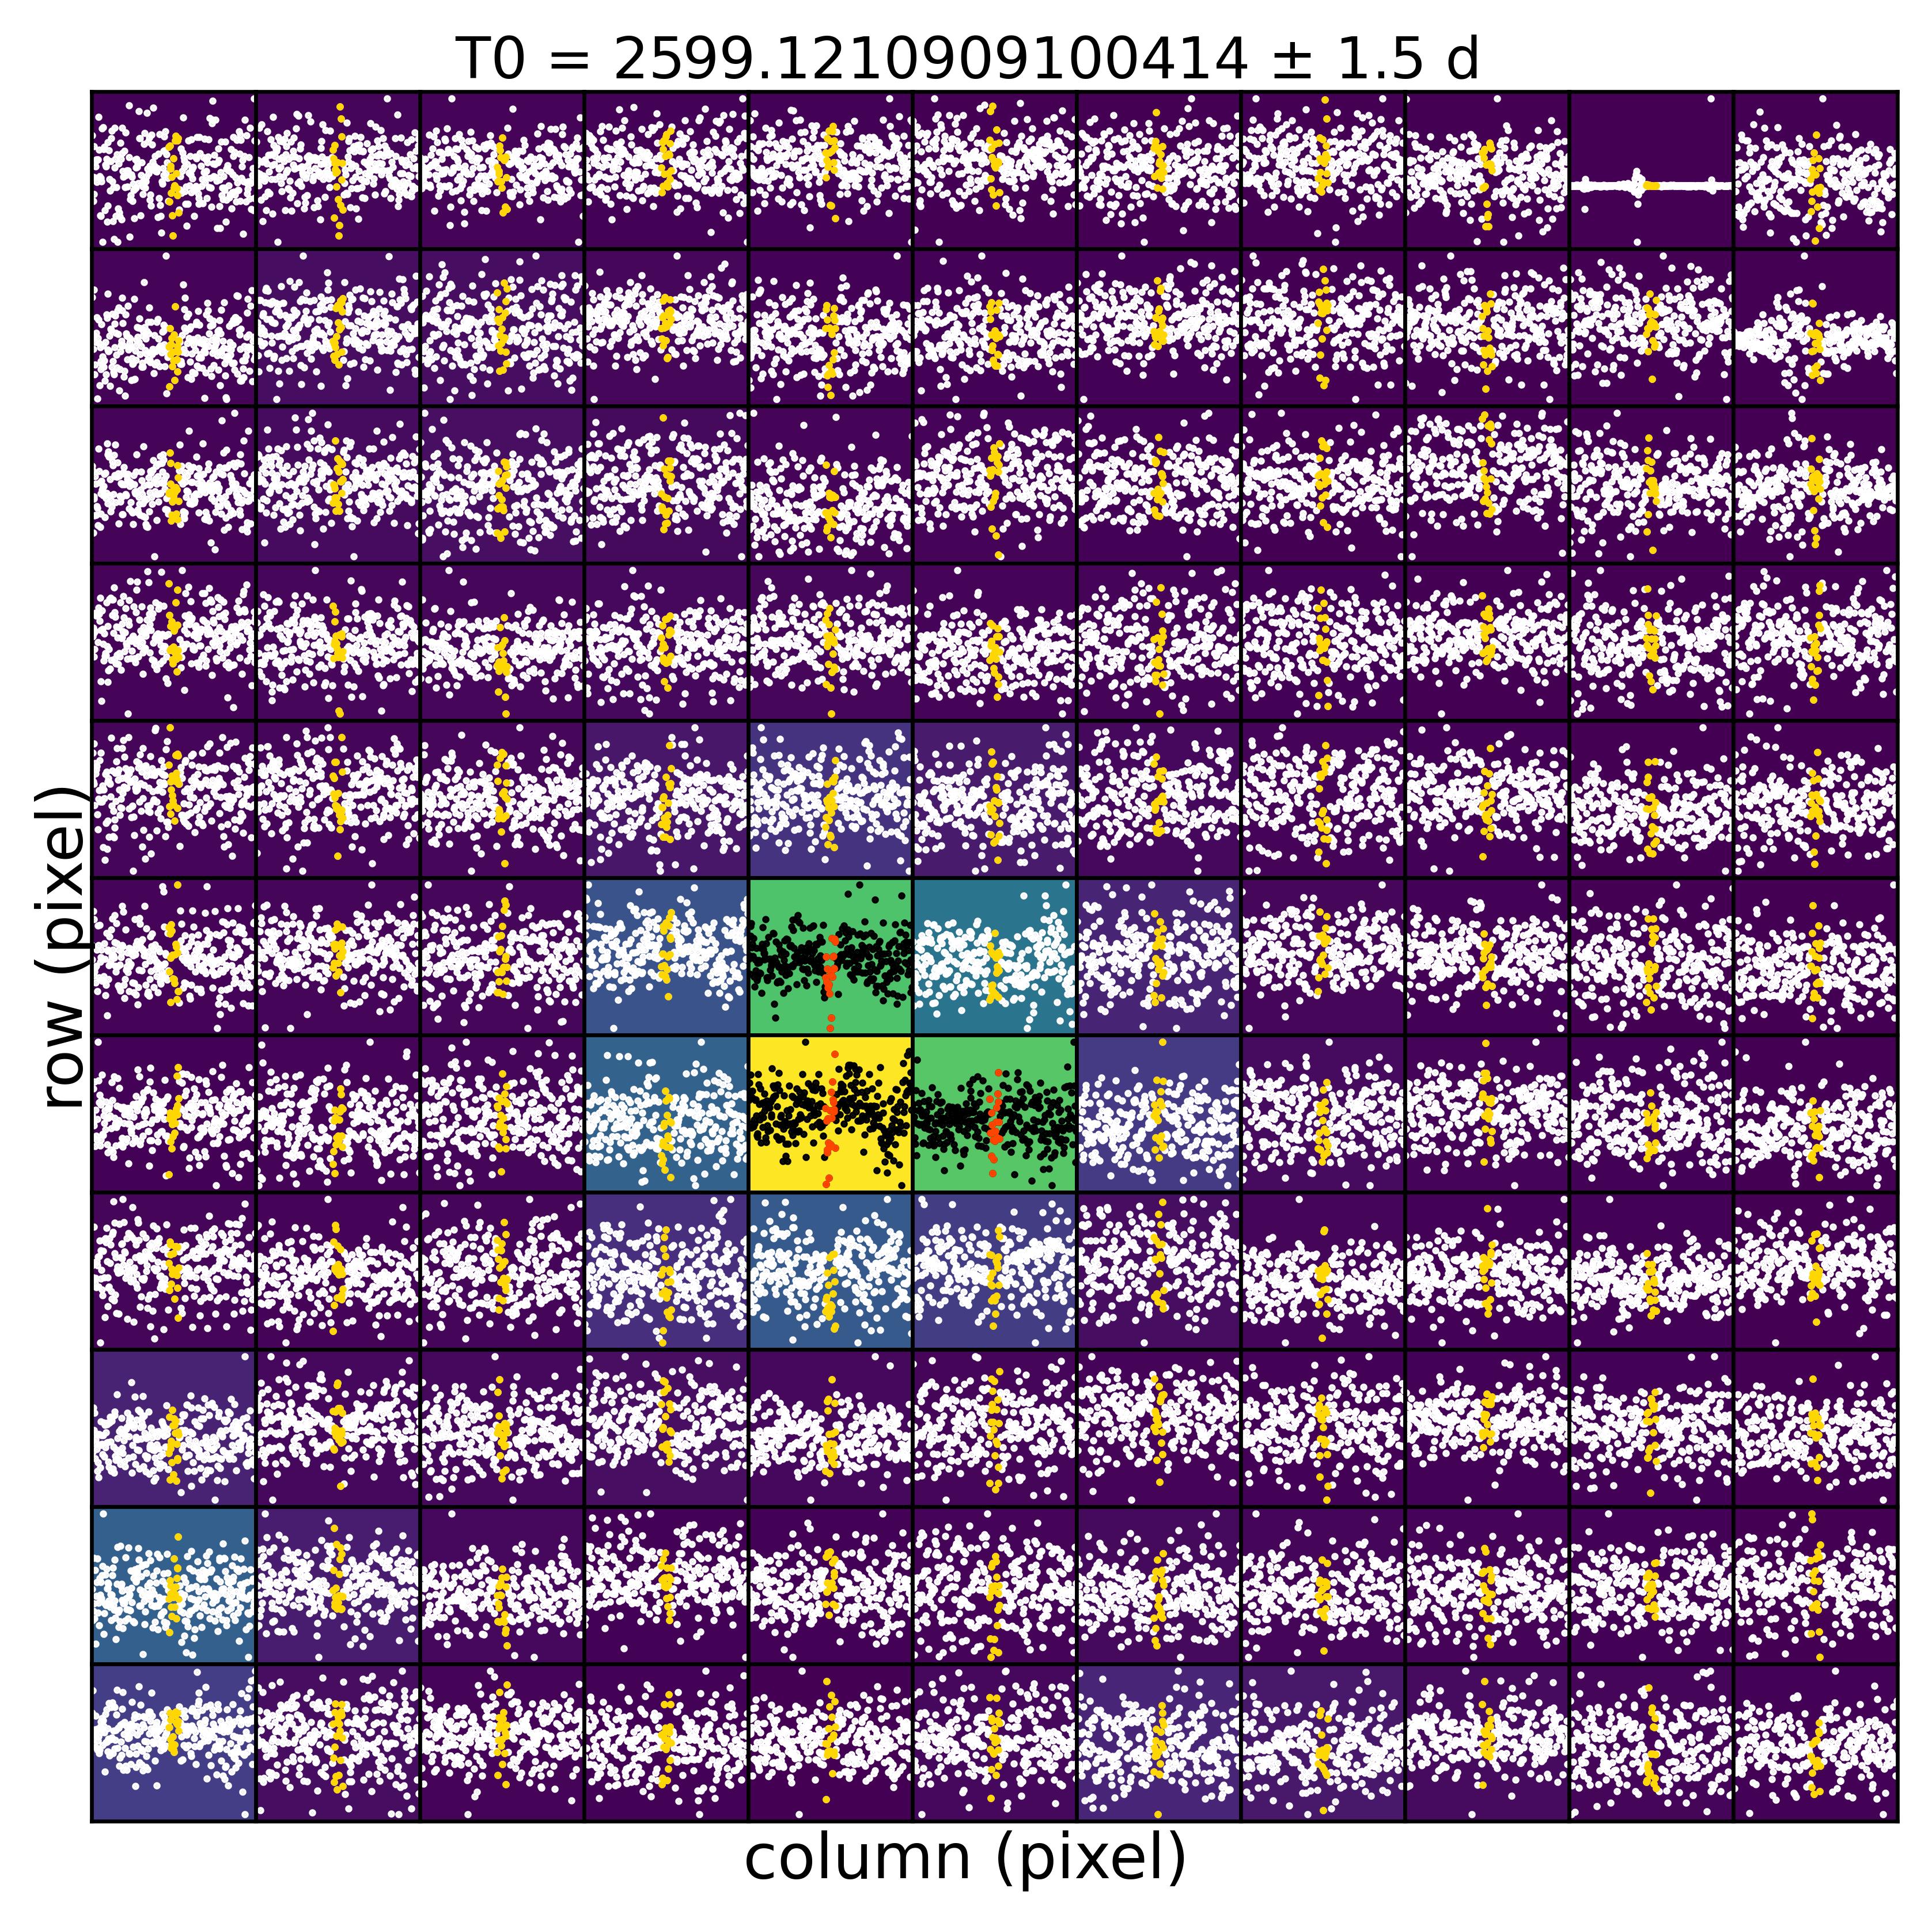 T0 = 2599.1210909100414 ± 1.5 d
row (pixel)
column (pixel)